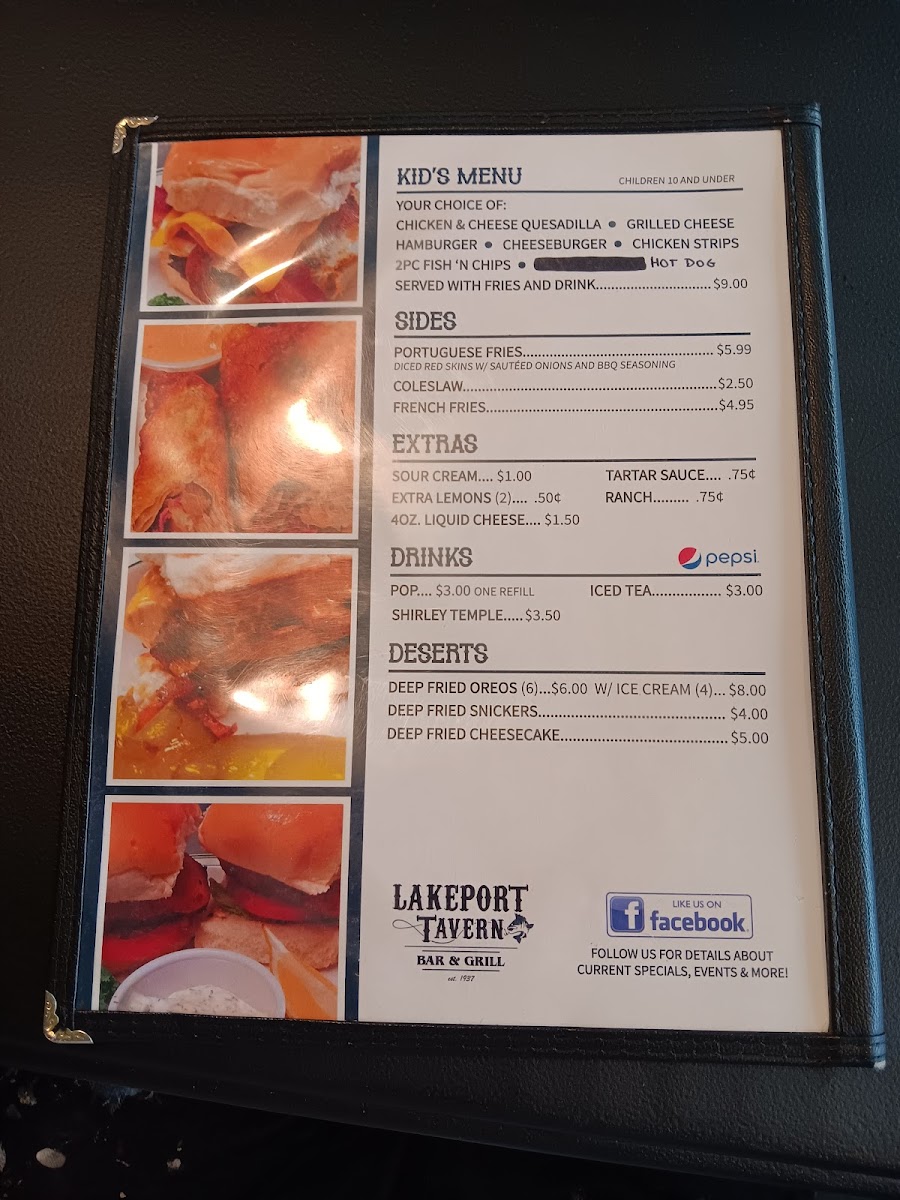 KID'S MENU CHILDREN 10 AND UNDER
YOUR CHOICE OF:
CHICKEN & CHEESE QUESADILLA • GRILLED CHEESE
HAMBURGER • CHEESEBURGER • CHICKEN STRIPS
2PC FISH 'N CHIPS • HOT DOG
SERVED WITH FRIES AND DRINK............................. $9.00
SIDES
PORTUGUESE FRIES.................................................. $5.99
DICED RED SKINS W/ SAUTÉED ONIONS AND BBQ SEASONING
COLESLAW.................................................................$2.50
FRENCH FRIES............................................................$4.95
EXTRAS
SOUR CREAM.... $1.00 TARTAR SAUCE.... .75¢
EXTRA LEMONS (2).... .50¢ RANCH......... .75¢
4OZ. LIQUID CHEESE.... $1.50
DRINKS pepsi
POP.... $3.00 ONE REFILL ICED TEA................. $3.00
SHIRLEY TEMPLE.....$3.50
DESERTS
DEEP FRIED OREOS (6)...$6.00 W/ ICE CREAM (4)... $8.00
DEEP FRIED SNICKERS............................................... $4.00
DEEP FRIED CHEESECAKE.......................................... $5.00
LAKEPORT
TAVERN
BAR & GRILL
est. 1937
LIKE US ON
f facebook
FOLLOW US FOR DETAILS ABOUT
CURRENT SPECIALS, EVENTS & MORE!